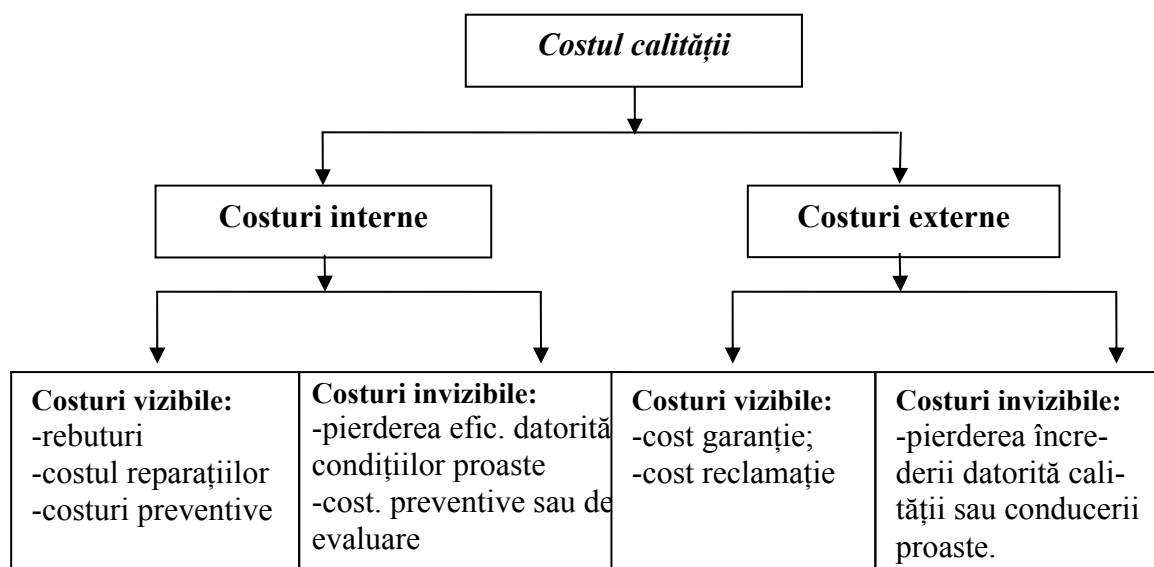 Costul calității
Costuri interne
Costuri externe
Costuri vizibile:
-rebuturi
-costul reparațiilor
-costuri preventive
Costuri invizibile:
-pierderea efic. datorită
condițiilor proaste
-cost. preventive sau de
evaluare
Costuri vizibile:
-cost garanție;
-cost reclamație
Costuri invizibile:
-pierderea încre-
derii datorită cali-
tății sau conducerii
proaste.